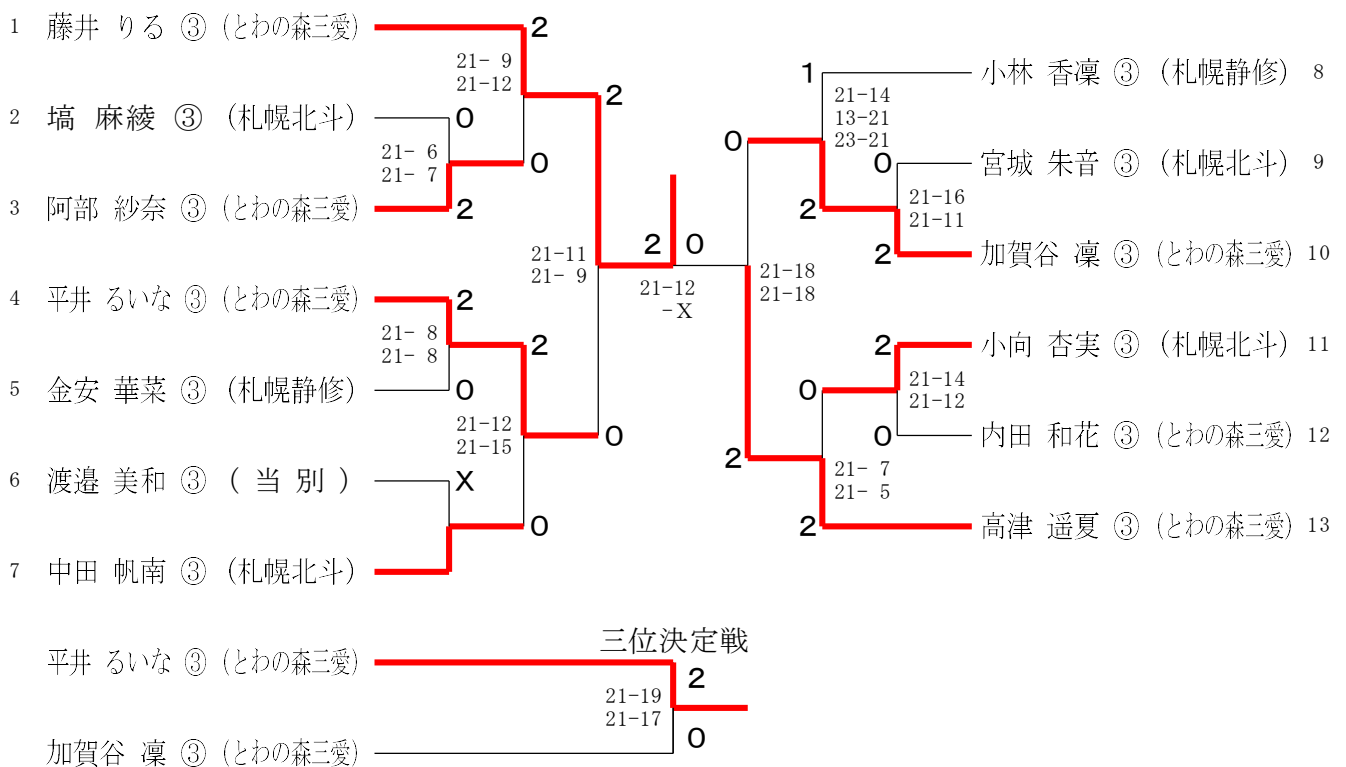 1 藤井 りる ③ (とわの森三愛) 2
21- 9
21-12
2
2 塙 麻綾 ③ (札幌北斗) 0
21- 6
21- 7
0
3 阿部 紗奈 ③ (とわの森三愛) 2
21-11
21- 9
4 平井 るいな ③ (とわの森三愛) 2
21- 8
21- 8
2
5 金安 華菜 ③ (札幌静修) 0
21-12
21-15
0
6 渡邉 美和 ③ (当別) X
0
7 中田 帆南 ③ (札幌北斗)
2 0
21-12
-X
1 小林 香凜 ③ (札幌静修) 8
21-14
13-21
23-21
0
0 宮城 朱音 ③ (札幌北斗) 9
21-16
21-11
2
2 加賀谷 凜 ③ (とわの森三愛) 10
21-18
21-18
2 小向 杏実 ③ (札幌北斗) 11
21-14
21-12
0
0 内田 和花 ③ (とわの森三愛) 12
2
21- 7
21- 5
2 高津 遥夏 ③ (とわの森三愛) 13
三位決定戦
平井 るいな ③ (とわの森三愛) 2
21-19
21-17
加賀谷 凜 ③ (とわの森三愛) 0